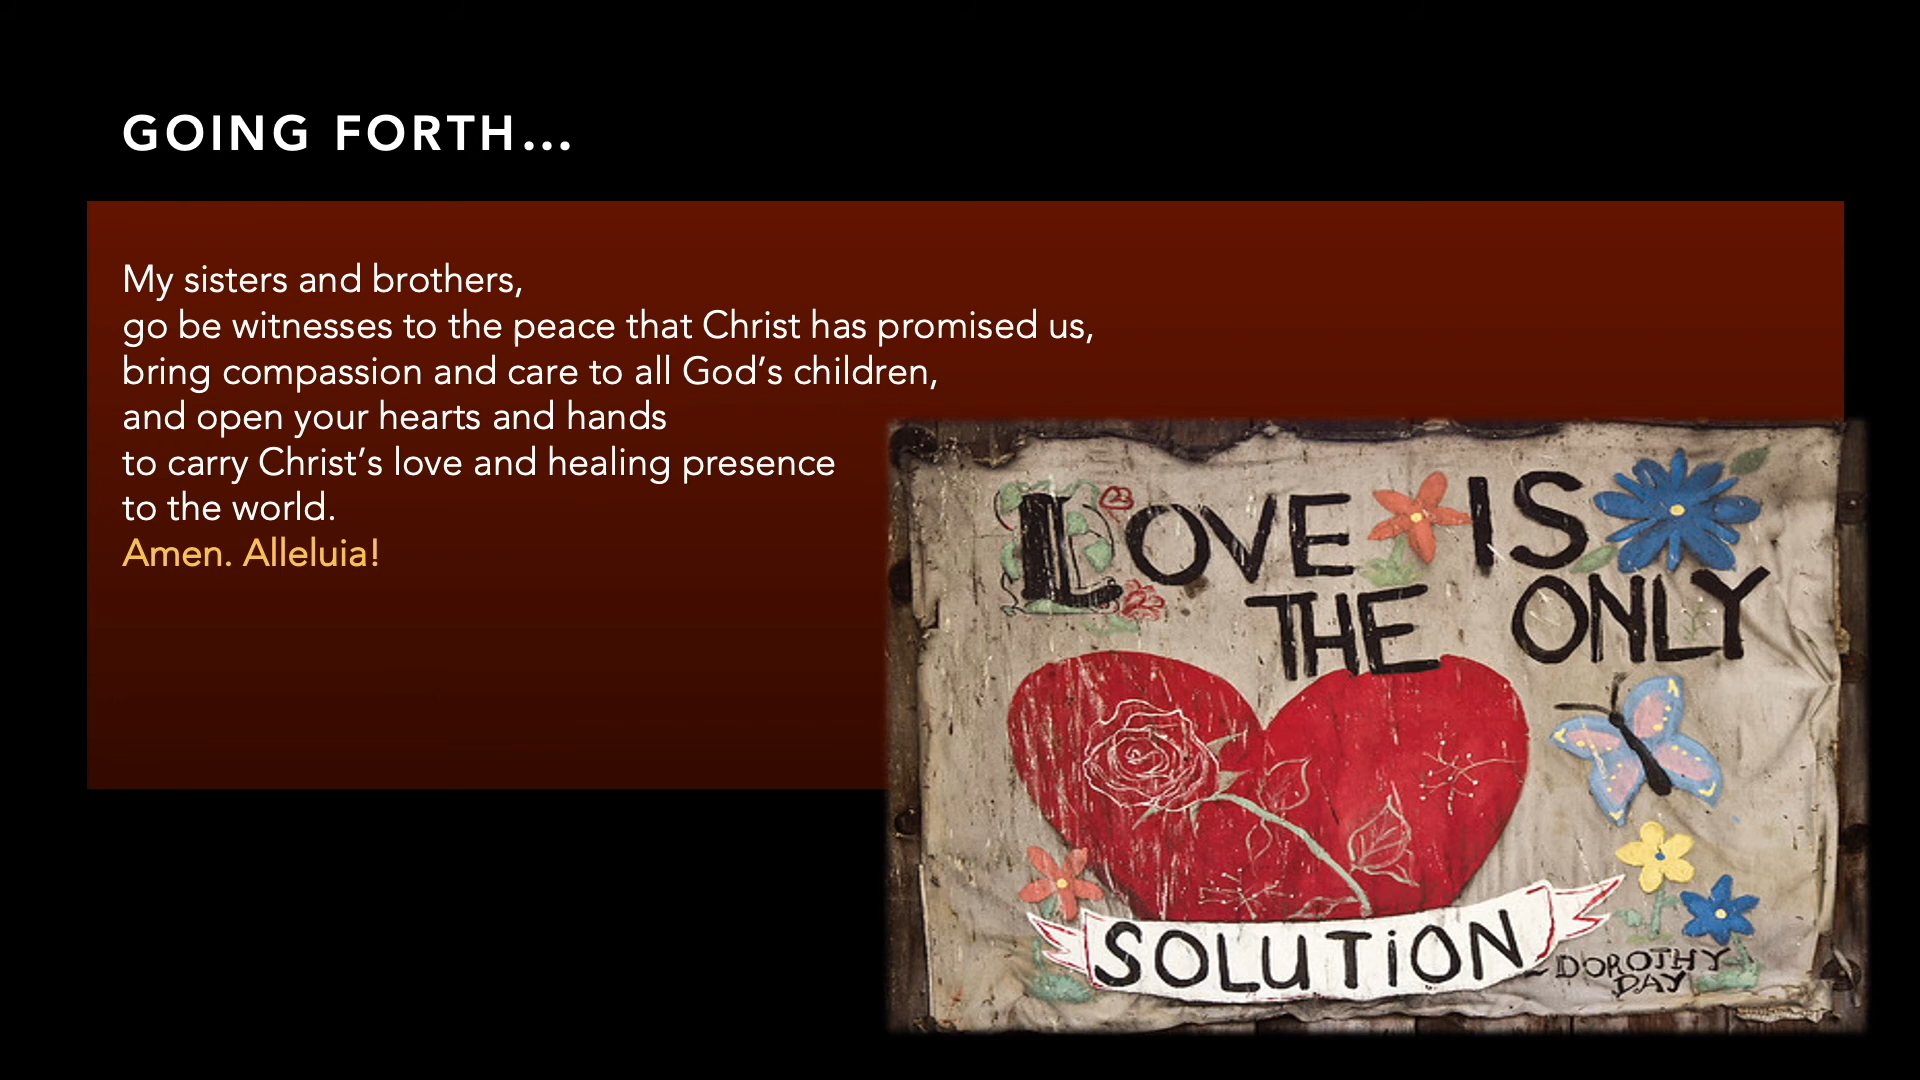 GOING FORTH…
My sisters and brothers,
go be witnesses to the peace that Christ has promised us,
bring compassion and care to all God’s children,
and open your hearts and hands
to carry Christ’s love and healing presence
to the world.
Amen. Alleluia!
LOVE IS
THE ONLY
SOLUTiON
- DOROTHY
DAY